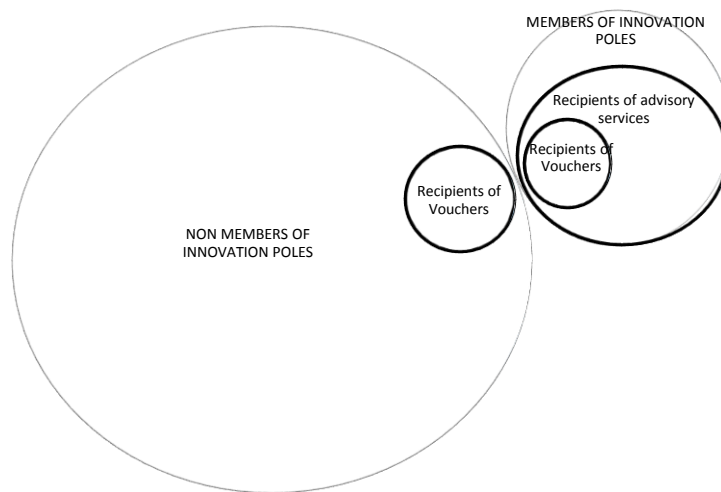 MEMBERS OF INNOVATION
POLES
Recipients of advisory
services
Recipients of
Vouchers
Recipients of
Vouchers
NON MEMBERS OF
INNOVATION POLES